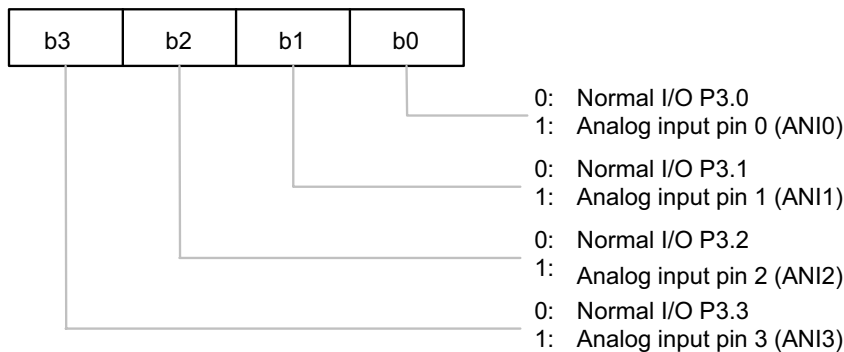 b3 b2 b1 b0
0: Normal I/O P3.0
1: Analog input pin 0 (ANI0)
0: Normal I/O P3.1
1: Analog input pin 1 (ANI1)
0: Normal I/O P3.2
1: Analog input pin 2 (ANI2)
0: Normal I/O P3.3
1: Analog input pin 3 (ANI3)